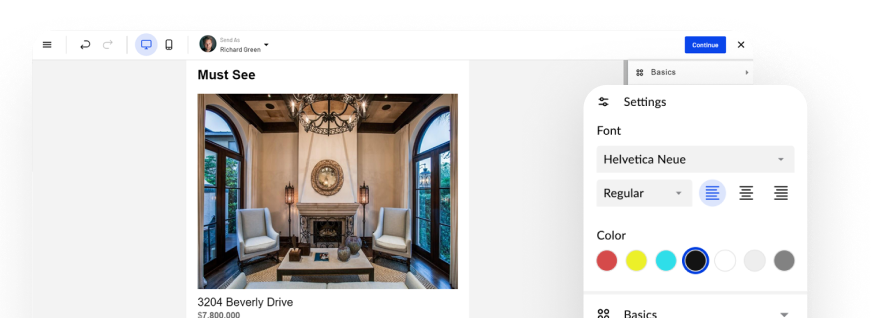 Send As
Richard Green
Continue
Must See
Basics
Settings
Font
Helvetica Neue
Regular
Color
3204 Beverly Drive
$7,800,000
Basics